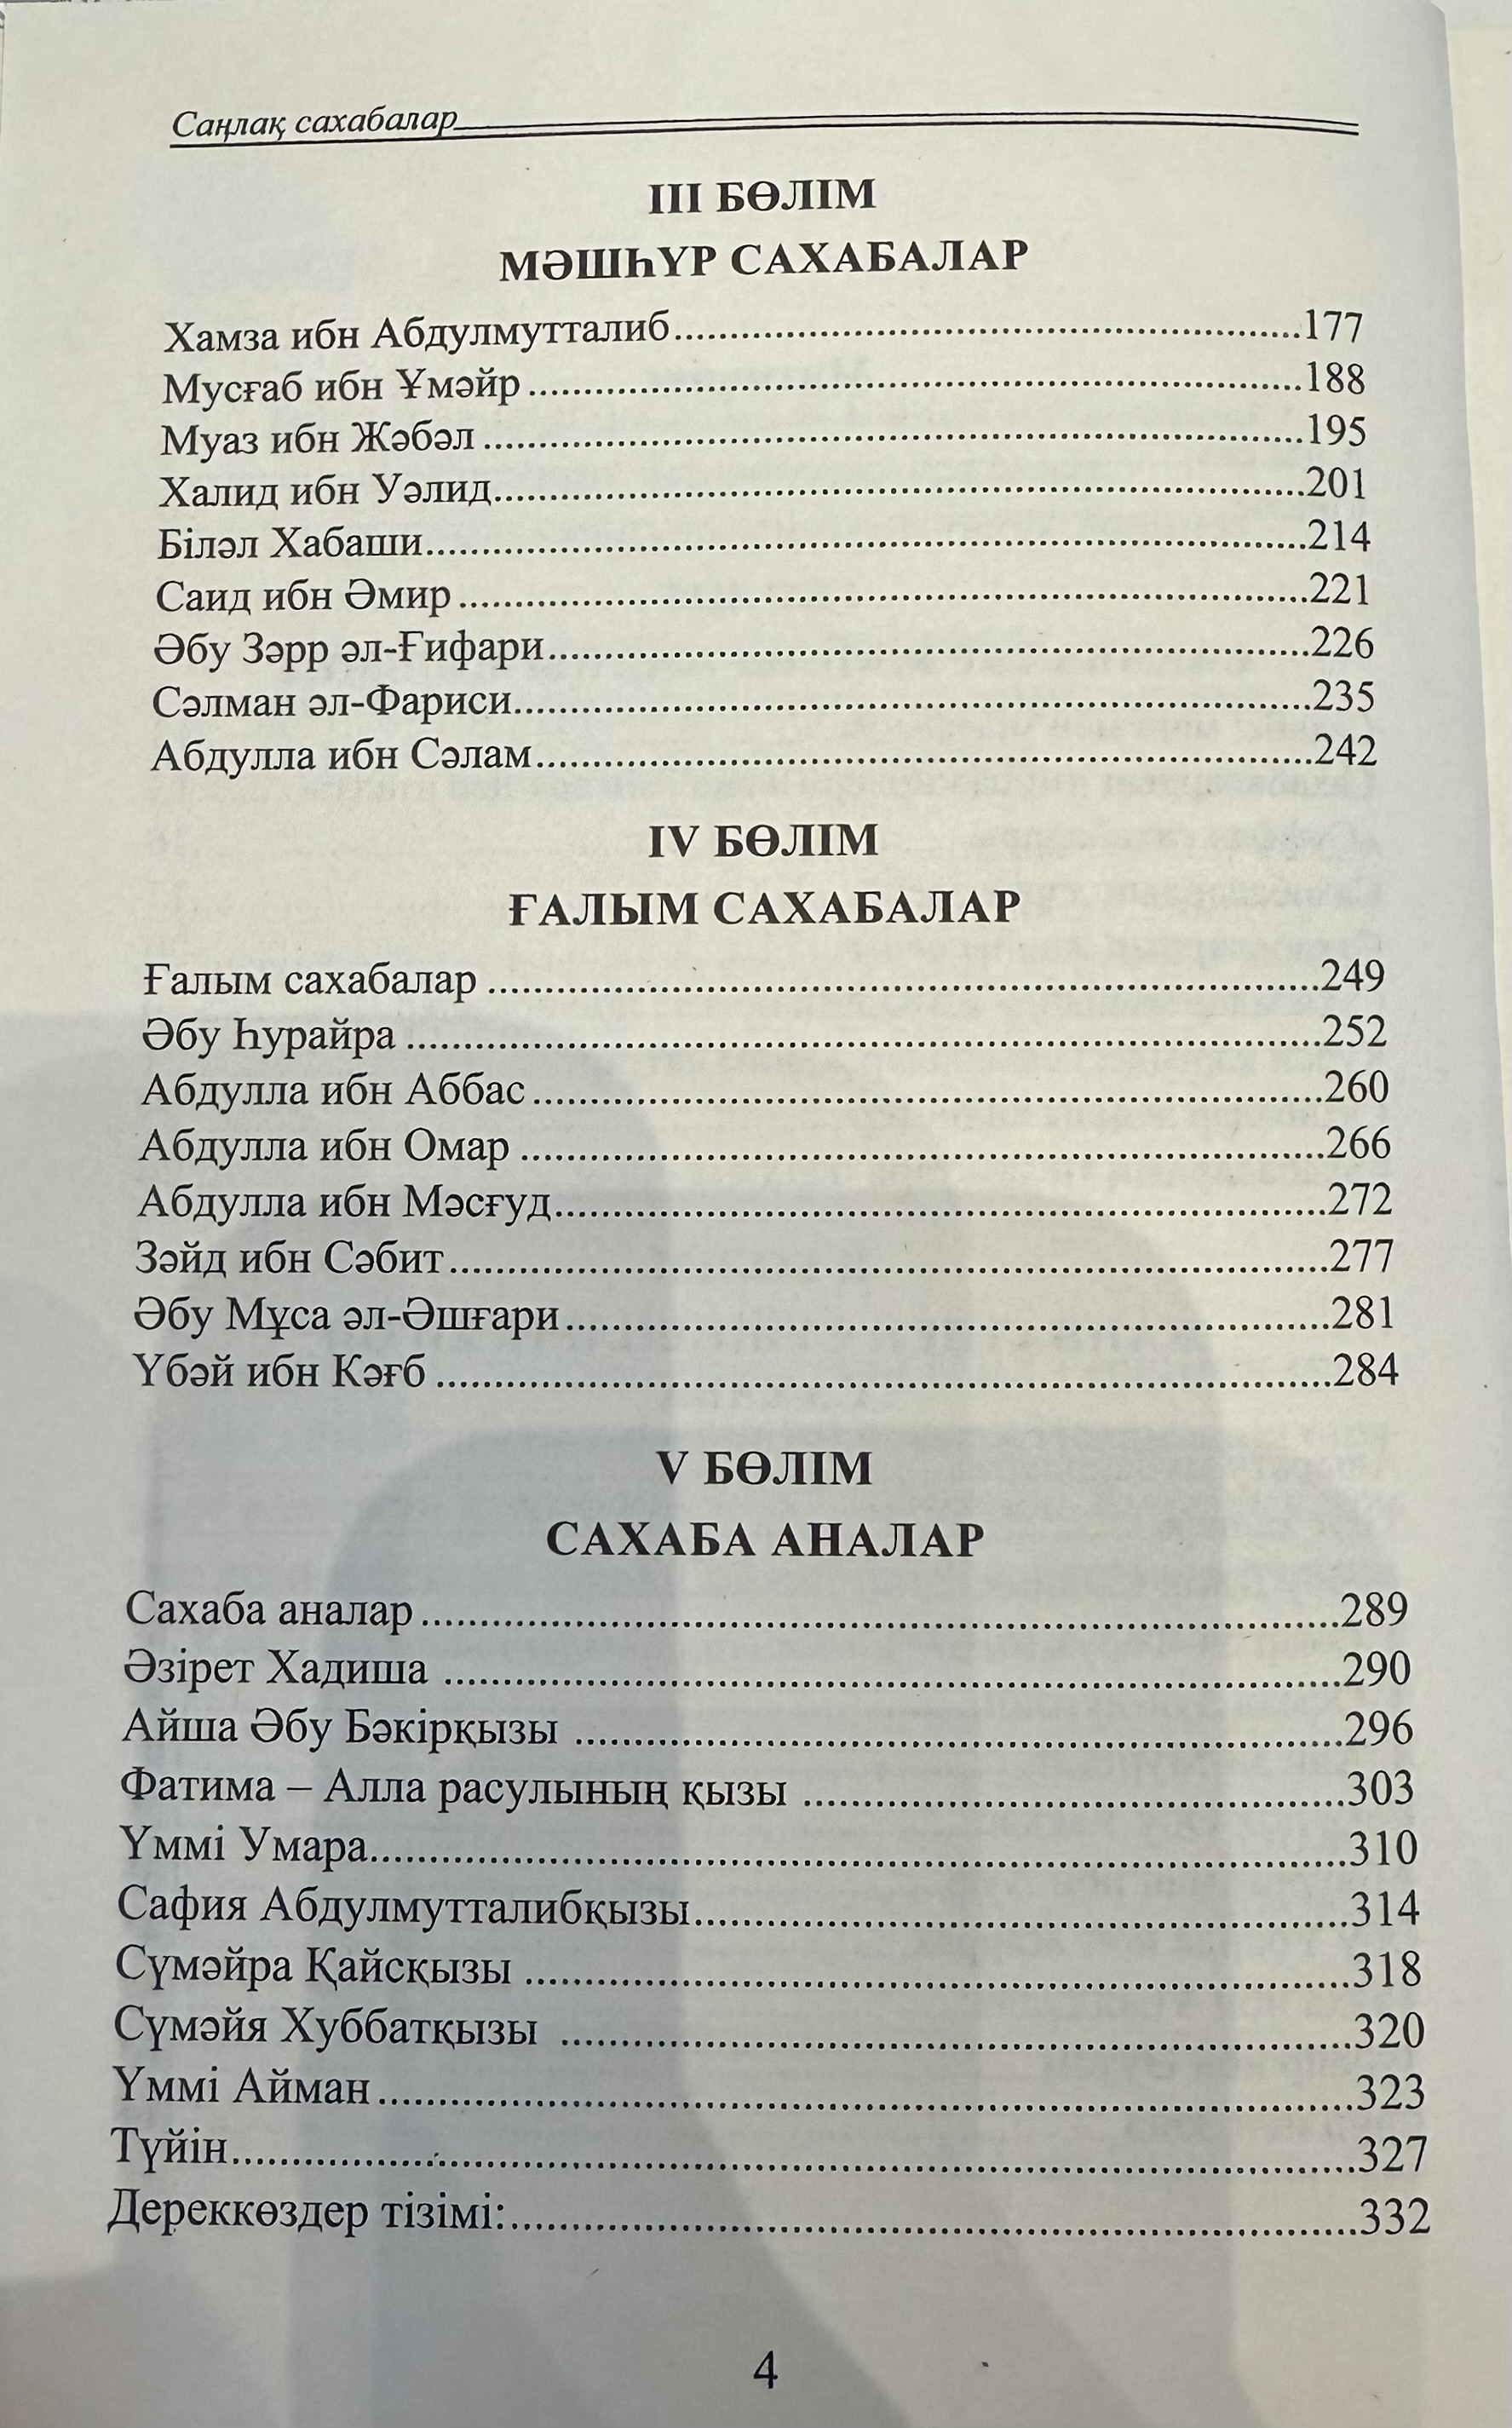 Саңлақ сахабалар
III БӨЛІМ
МӘШҺҮР САХАБАЛАР
Хамза ибн Абдулмутталиб....................177
Мусғаб ибн Ұмәйр ....................188
Муаз ибн Жәбәл ....................195
Халид ибн Уәлид....................201
Біләл Хабаши....................214
Саид ибн Әмир ....................221
Әбу Зәрр әл-Ғифари....................226
Сәлман әл-Фариси....................235
Абдулла ибн Сәлам....................242
IV БӨЛІМ
ҒАЛЫМ САХАБАЛАР
Ғалым сахабалар ....................249
Әбу Һурайра ....................252
Абдулла ибн Аббас ....................260
Абдулла ибн Омар ....................266
Абдулла ибн Мәсғуд....................272
Зәйд ибн Сәбит....................277
Әбу Мұса әл-Әшғари....................281
Үбәй ибн Кәғб ....................284
V БӨЛІМ
САХАБА АНАЛАР
Сахаба аналар ....................289
Әзірет Хадиша ....................290
Айша Әбу Бәкірқызы ....................296
Фатима – Алла расулының қызы ....................303
Үммі Умара....................310
Сафия Абдулмутталибқызы....................314
Сүмәйра Қайсқызы ....................318
Сүмәйя Хуббатқызы ....................320
Үммі Айман ....................323
Түйін....................327
Дереккөздер тізімі:....................332
4